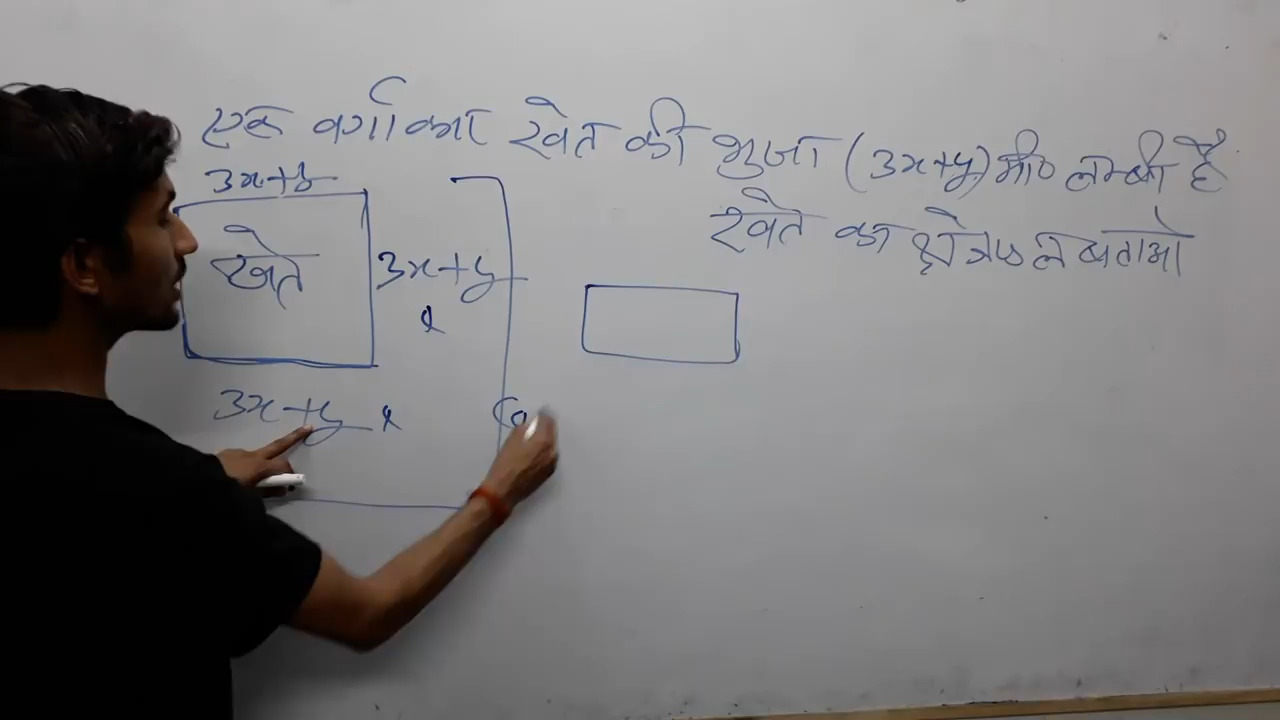 एक वर्गाकार खेत की भुजा (3x+y) मी० लम्बी है
खेत का क्षेत्रफल बताओ
3x+y
खेत
3x+y
x
3x+y x
(a